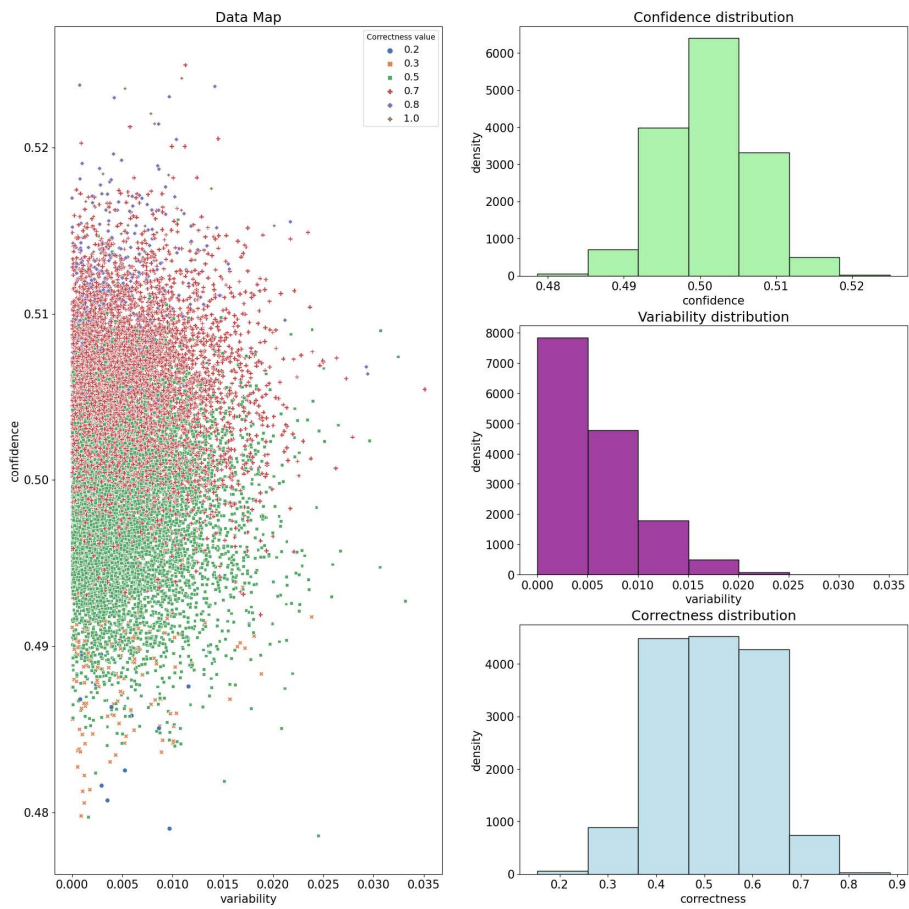 Data Map
Correctness value
0.2
0.3
0.5
0.7
0.8
1.0
0.52
0.51
0.50
0.49
0.48
confidence
0.000 0.005 0.010 0.015 0.020 0.025 0.030 0.035
variability
Confidence distribution
6000
5000
4000
3000
2000
1000
0
density
0.48 0.49 0.50 0.51 0.52
confidence
Variability distribution
8000
7000
6000
5000
4000
3000
2000
1000
0
density
0.000 0.005 0.010 0.015 0.020 0.025 0.030 0.035
variability
Correctness distribution
4000
3000
2000
1000
0
density
0.2 0.3 0.4 0.5 0.6 0.7 0.8 0.9
correctness